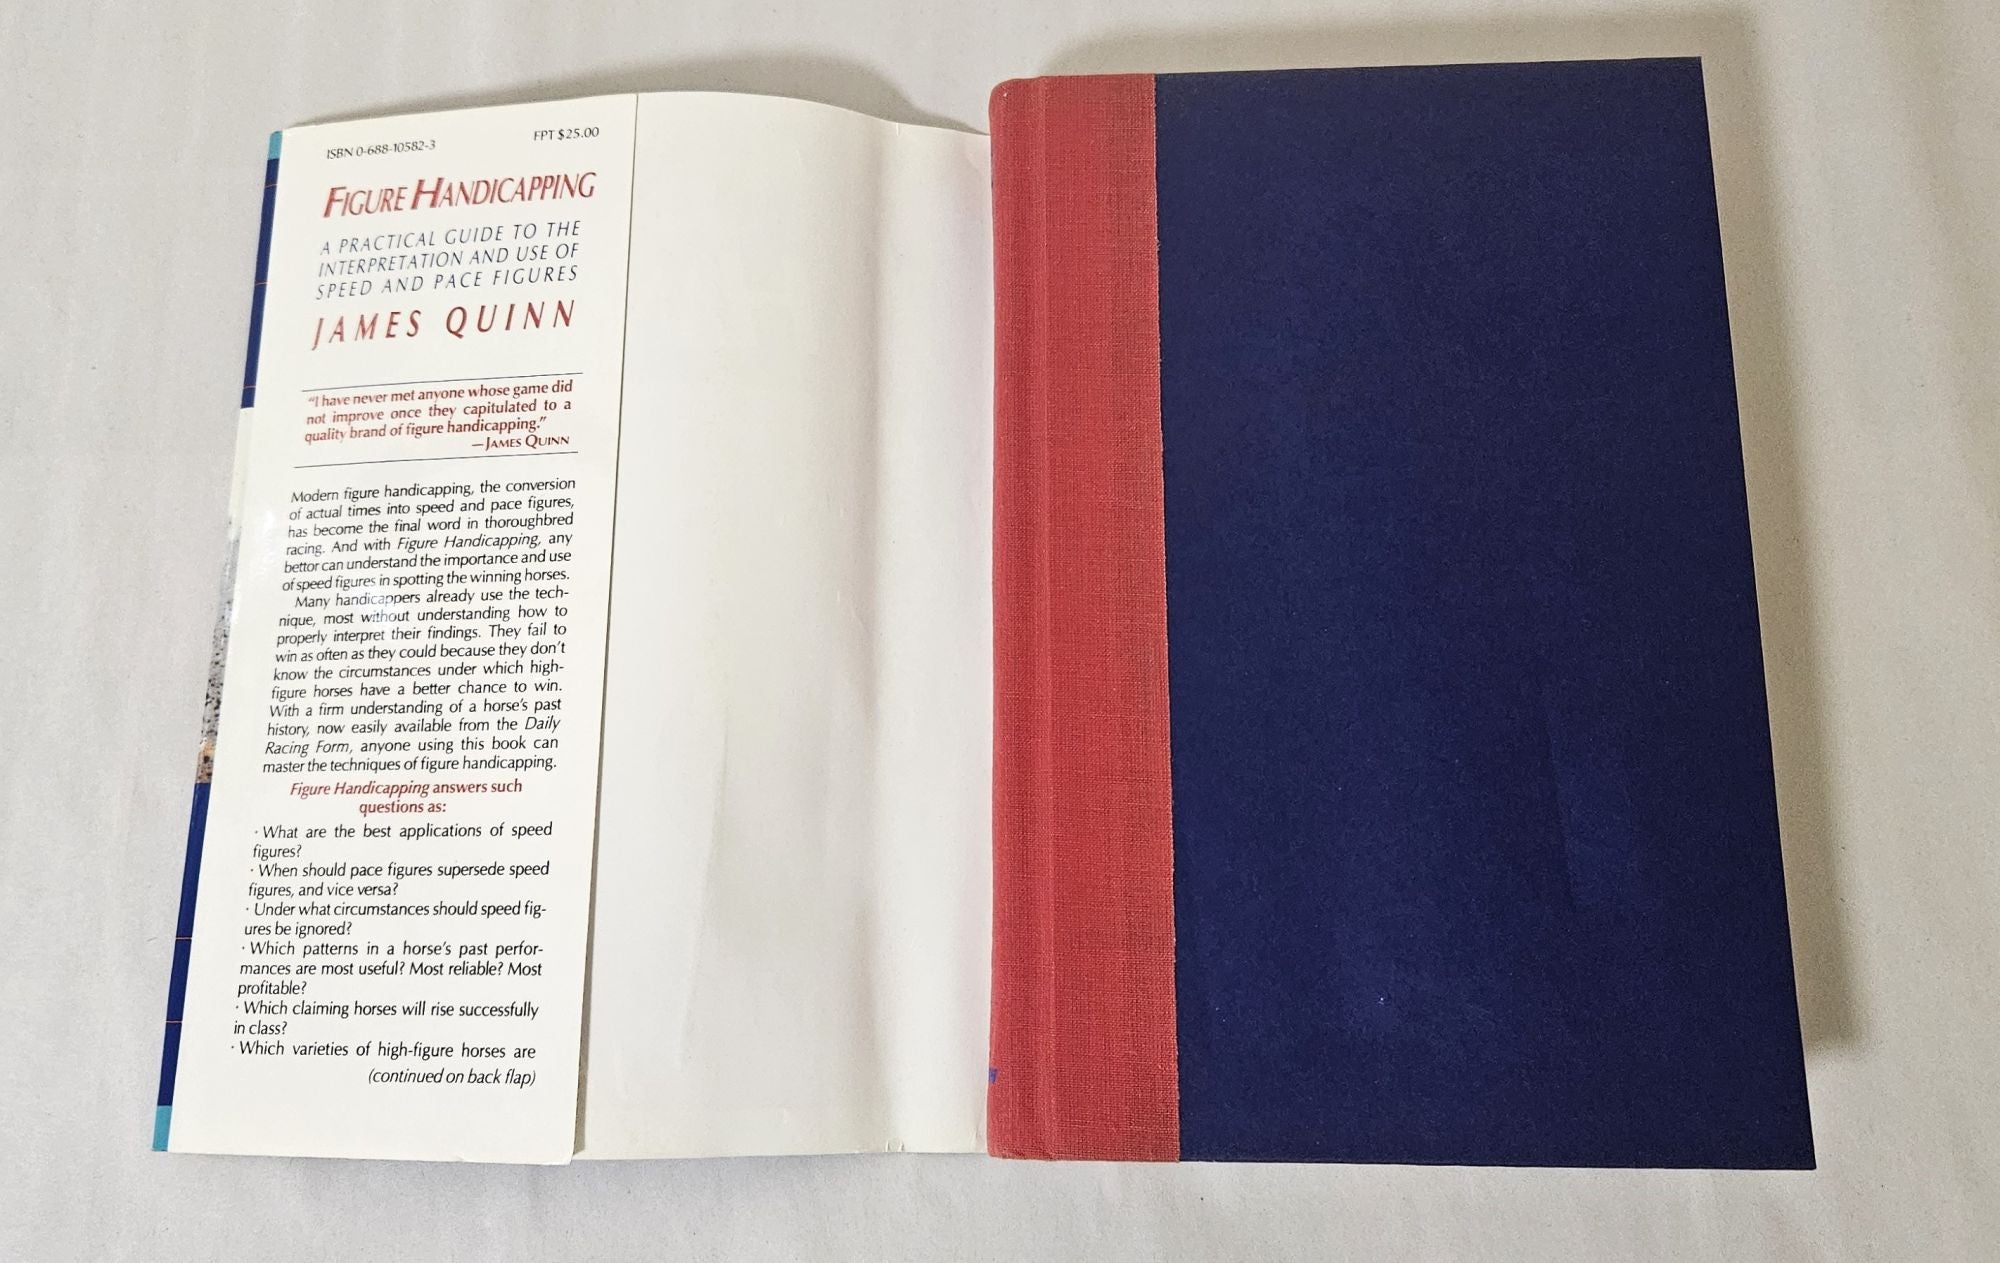 ISBN 0-688-10582-3
FPT $25.00
FIGURE HANDICAPPING
A PRACTICAL GUIDE TO THE
INTERPRETATION AND USE OF
SPEED AND PACE FIGURES
JAMES QUINN
“I have never met anyone whose game did
not improve once they capitulated to a
quality brand of figure handicapping.”
—JAMES QUINN
Modern figure handicapping, the conversion
of actual times into speed and pace figures,
has become the final word in thoroughbred
racing. And with Figure Handicapping, any
bettor can understand the importance and use
of speed figures in spotting the winning horses.
Many handicappers already use the tech-
nique, most without understanding how to
properly interpret their findings. They fail to
win as often as they could because they don't
know the circumstances under which high-
figure horses have a better chance to win.
With a firm understanding of a horse's past
history, now easily available from the Daily
Racing Form, anyone using this book can
master the techniques of figure handicapping.
Figure Handicapping answers such
questions as:
· What are the best applications of speed
figures?
· When should pace figures supersede speed
figures, and vice versa?
· Under what circumstances should speed fig-
ures be ignored?
· Which patterns in a horse's past perfor-
mances are most useful? Most reliable? Most
profitable?
· Which claiming horses will rise successfully
in class?
· Which varieties of high-figure horses are
(continued on back flap)